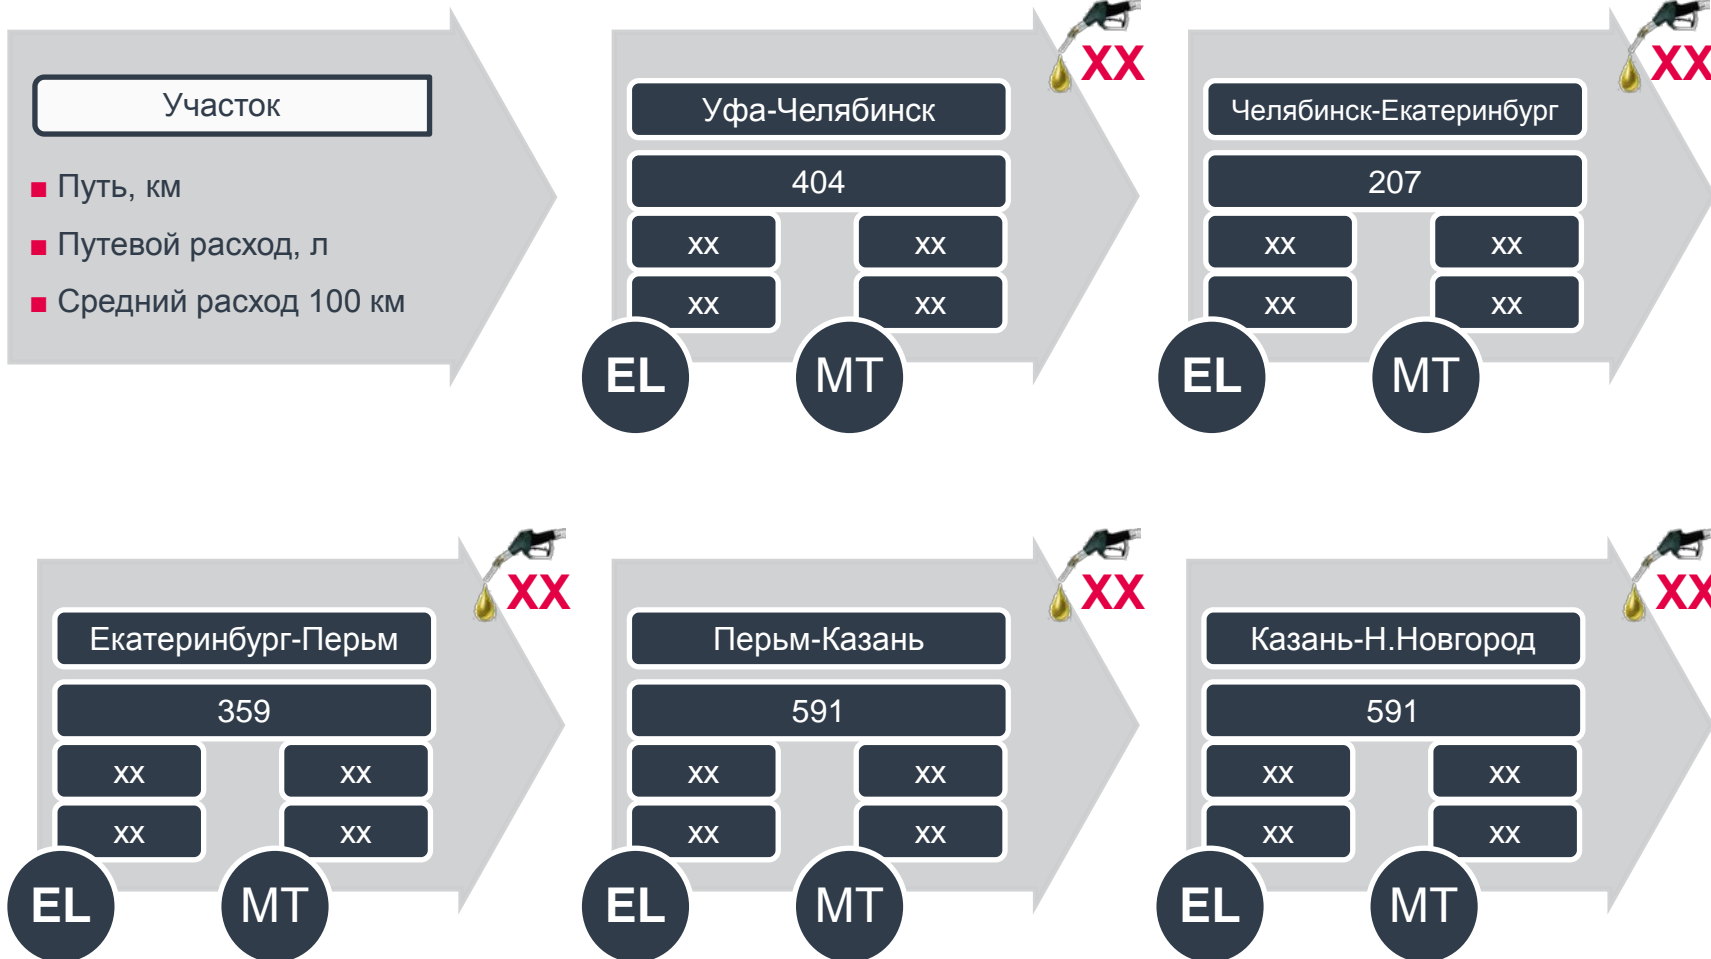 Участок
Путь, км
Путевой расход, л
Средний расход 100 км
XX
Уфа-Челябинск
404
xx xx
xx xx
EL MT
XX
Челябинск-Екатеринбург
207
xx xx
xx xx
EL MT
XX
Екатеринбург-Перьм
359
xx xx
xx xx
EL MT
XX
Перьм-Казань
591
xx xx
xx xx
EL MT
XX
Казань-Н.Новгород
591
xx xx
xx xx
EL MT